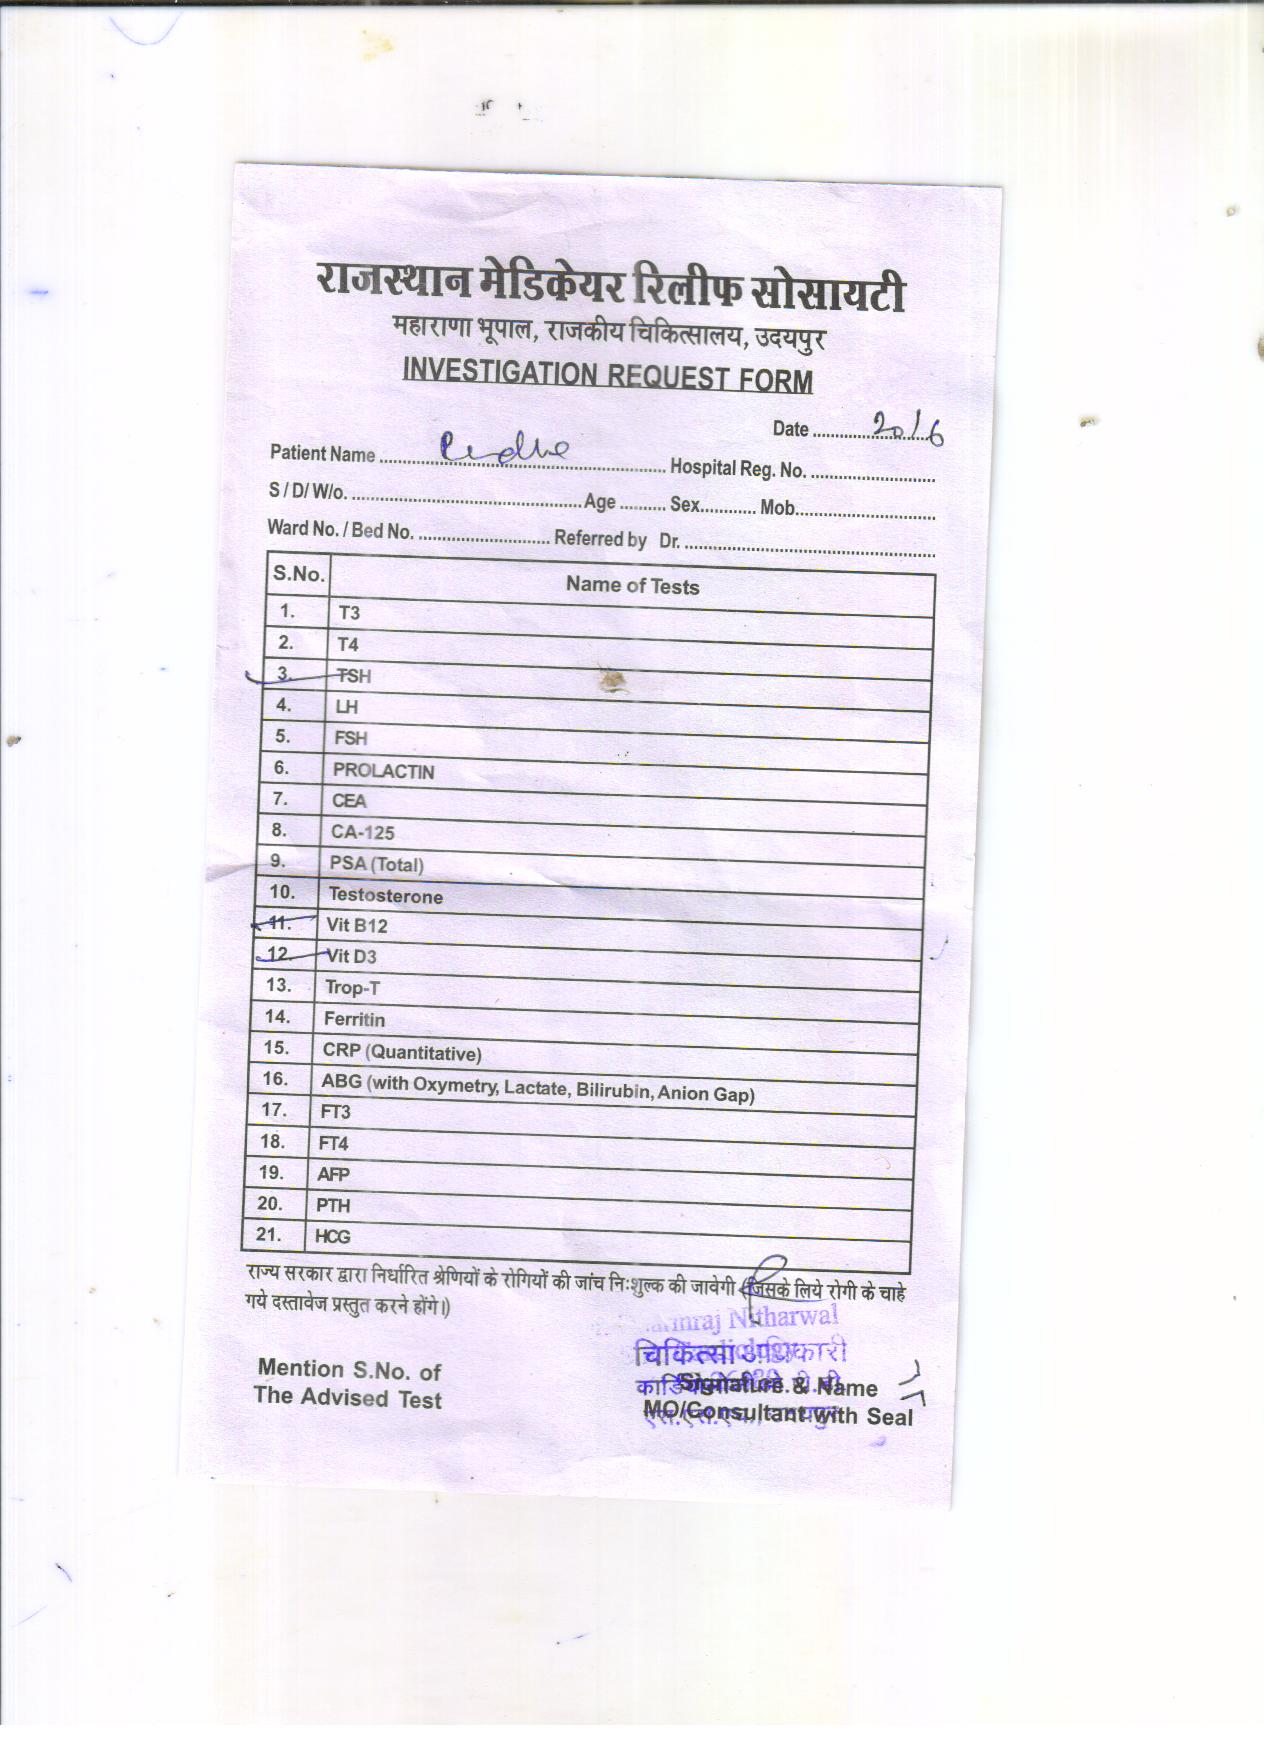 राजस्थान मेडिकेयर रिलीफ सोसायटी
महाराणा भूपाल, राजकीय चिकित्सालय, उदयपुर
INVESTIGATION REQUEST FORM
Date ........................ 20/6
Patient Name ........................ Hospital Reg. No. ........................
S / D/ W/o. ........................ Age .......... Sex............ Mob........................
Ward No. / Bed No. ........................ Referred by Dr. ........................
S.No. Name of Tests
1. T3
2. T4
3. TSH
4. LH
5. FSH
6. PROLACTIN
7. CEA
8. CA-125
9. PSA (Total)
10. Testosterone
11. Vit B12
12. Vit D3
13. Trop-T
14. Ferritin
15. CRP (Quantitative)
16. ABG (with Oxymetry, Lactate, Bilirubin, Anion Gap)
17. FT3
18. FT4
19. AFP
20. PTH
21. HCG
राज्य सरकार द्वारा निर्धारित श्रेणियों के रोगियों की जांच निःशुल्क की जावेगी (जिसके लिये रोगी के चाहे
गये दस्तावेज प्रस्तुत करने होंगे।)
Nitharwal
चिकित्सा अधिकारी
Mention S.No. of
The Advised Test
Signature & Name
MO/Consultant with Seal